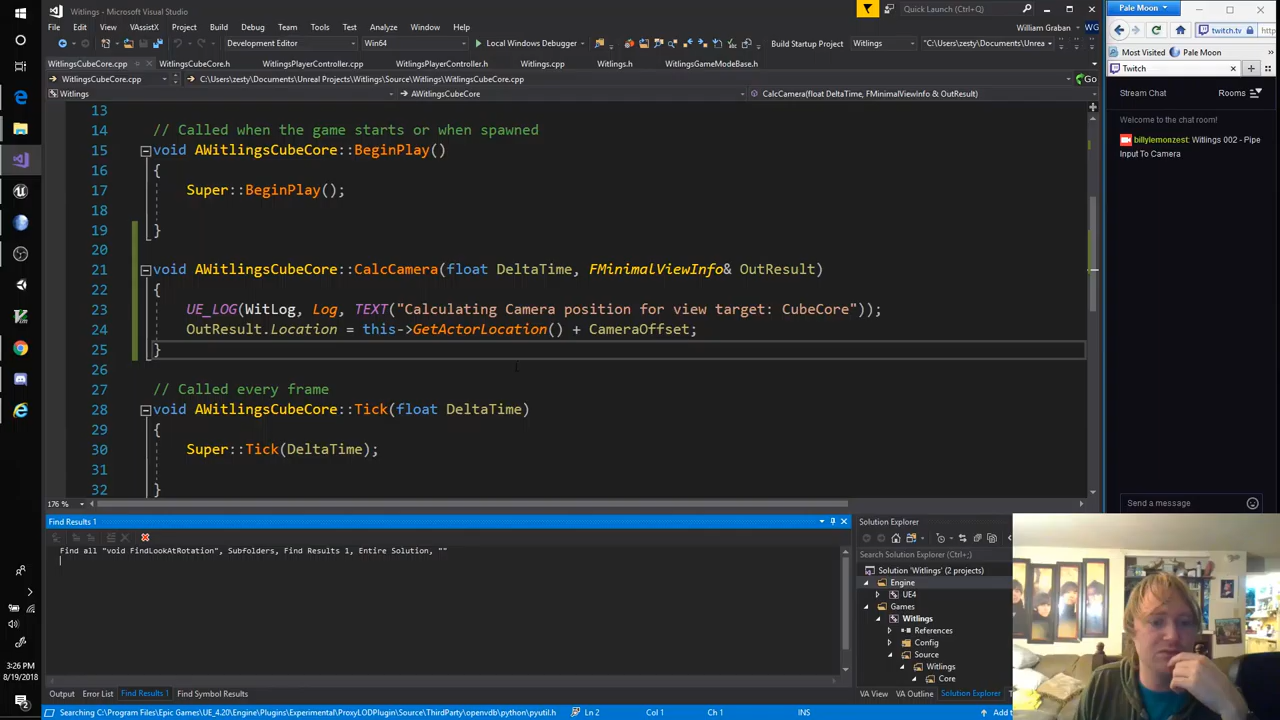 Witlings - Microsoft Visual Studio
Quick Launch (Ctrl+;)
File Edit View VAssistX Project Build Debug Team Tools Test Analyze Window Help
William Graban
Development Editor Win64 Local Windows Debugger Build Startup Project Witlings "C:\Users\zesty\Documents\Unreal
WitlingsCubeCore.cpp WitlingsCubeCore.h WitlingsPlayerController.cpp WitlingsPlayerController.h Witlings.cpp Witlings.h WitlingsGameModeBase.h
WitlingsCubeCore.cpp C:\Users\zesty\Documents\Unreal Projects\Witlings\Source\Witlings\WitlingsCubeCore.cpp Go
Witlings AWitlingsCubeCore CalcCamera(float DeltaTime, FMinimalViewInfo & OutResult)
13
14 // Called when the game starts or when spawned
15 void AWitlingsCubeCore::BeginPlay()
16 {
17 Super::BeginPlay();
18
19 }
20
21 void AWitlingsCubeCore::CalcCamera(float DeltaTime, FMinimalViewInfo& OutResult)
22 {
23 UE_LOG(WitLog, Log, TEXT("Calculating Camera position for view target: CubeCore"));
24 OutResult.Location = this->GetActorLocation() + CameraOffset;
25 }
26
27 // Called every frame
28 void AWitlingsCubeCore::Tick(float DeltaTime)
29 {
30 Super::Tick(DeltaTime);
31
32 }
176 %
Find Results 1
Find all "void FindLookAtRotation", Subfolders, Find Results 1, Entire Solution, ""
Output Error List Find Results 1 Find Symbol Results
Searching C:\Program Files\Epic Games\UE_4.20\Engine\Plugins\Experimental\ProxyLODPlugin\Source\ThirdParty\openvdb\python\pyutil.h Ln 2 Col 1 Ch 1 INS Add t
Solution Explorer
Search Solution Explorer (Ctrl+;)
Solution 'Witlings' (2 projects)
Engine
UE4
Games
Witlings
References
Config
Source
Witlings
Core
VA View VA Outline Solution Explorer
Pale Moon
twitch.tv
Most Visited Pale Moon
Twitch
Stream Chat Rooms
Welcome to the chat room!
billylemonzest: Witlings 002 - Pipe
Input To Camera
Send a message
3:26 PM
8/19/2018